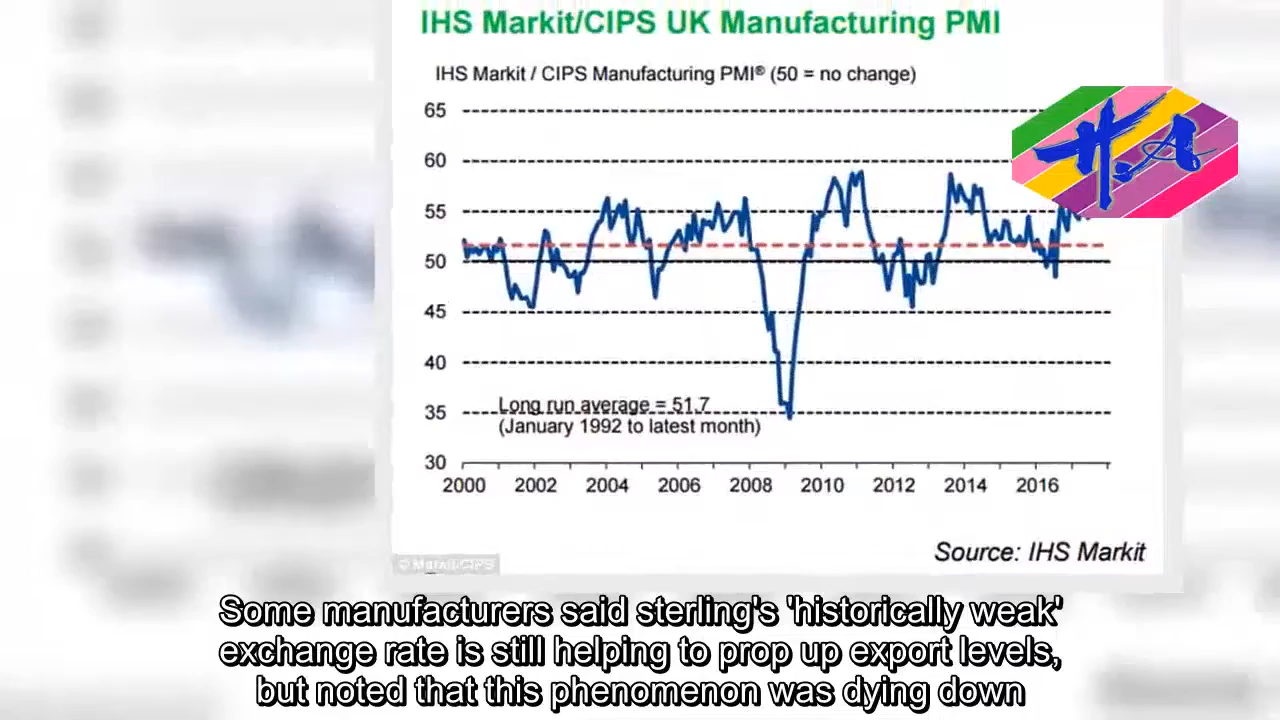 IHS Markit/CIPS UK Manufacturing PMI
IHS Markit / CIPS Manufacturing PMI® (50 = no change)
65
60
55
50
45
40
35
30
Long run average = 51.7
(January 1992 to latest month)
2000 2002 2004 2006 2008 2010 2012 2014 2016
H.A
Source: IHS Markit
© Markit/CIPS
Some manufacturers said sterling's 'historically weak'
exchange rate is still helping to prop up export levels,
but noted that this phenomenon was dying down